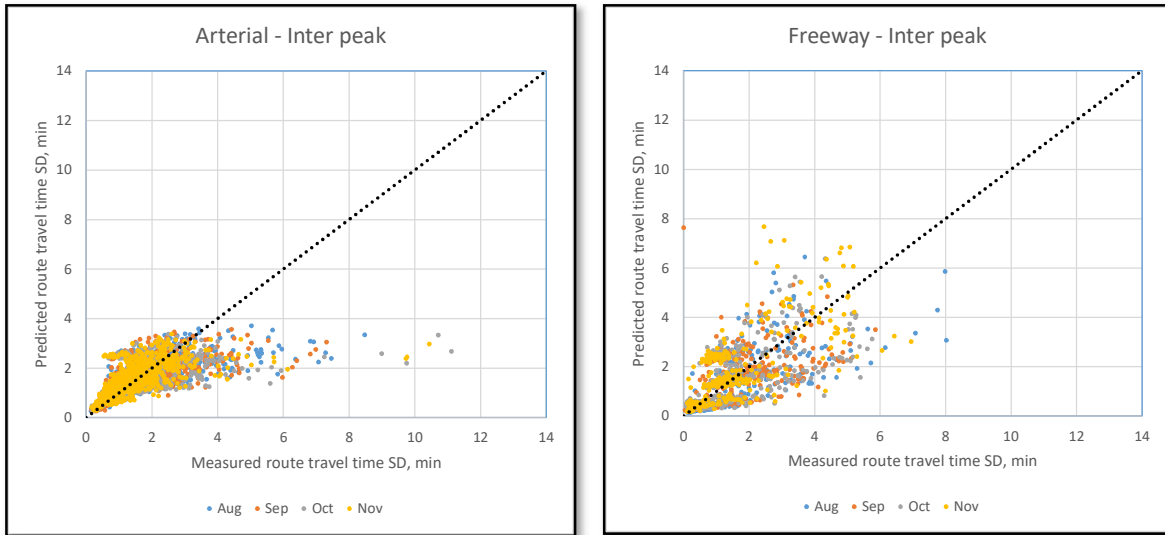 Arterial - Inter peak
Predicted route travel time SD, min
14
12
10
8
6
4
2
0
0 2 4 6 8 10 12 14
Measured route travel time SD, min
Aug Sep Oct Nov
Freeway - Inter peak
Predicted route travel time SD, min
14
12
10
8
6
4
2
0
0 2 4 6 8 10 12 14
Measured route travel time SD, min
Aug Sep Oct Nov